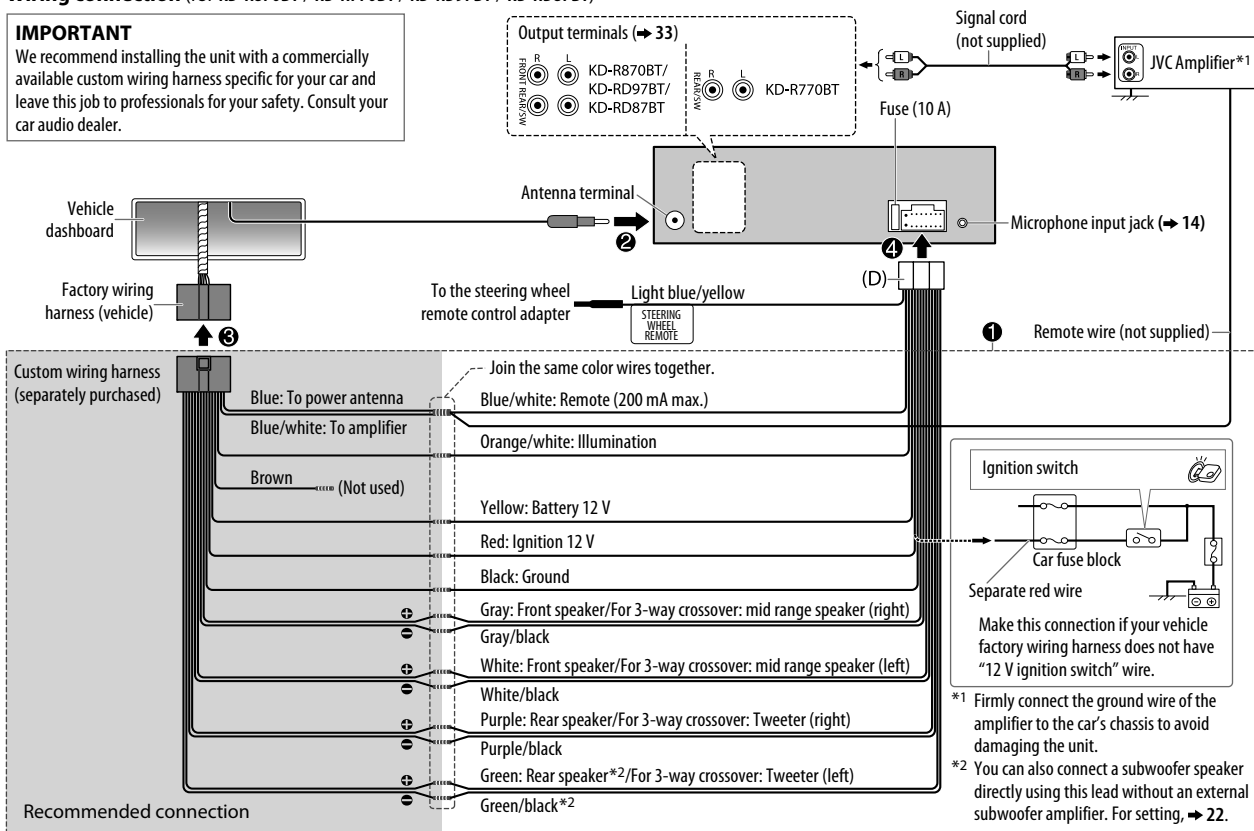 Wiring connection (for KD-R870BT / KD-R770BT / KD-RD97BT / KD-RD87BT)
IMPORTANT
We recommend installing the unit with a commercially
available custom wiring harness specific for your car and
leave this job to professionals for your safety. Consult your
car audio dealer.
Output terminals (➜ 33)
R L
FRONT REAR/SW
KD-R870BT/
KD-RD97BT/
KD-RD87BT
R L
REAR/SW
KD-R770BT
Signal cord
(not supplied)
L
R
L
R
INPUT
L
R
JVC Amplifier*1
Fuse (10 A)
Antenna terminal
Microphone input jack (➜ 14)
Vehicle
dashboard
❷
❹
(D)
Factory wiring
harness (vehicle)
❸
To the steering wheel
remote control adapter
Light blue/yellow
STEERING
WHEEL
REMOTE
❶
Remote wire (not supplied)
Custom wiring harness
(separately purchased)
Join the same color wires together.
Blue: To power antenna
Blue/white: Remote (200 mA max.)
Blue/white: To amplifier
Orange/white: Illumination
Brown
(Not used)
Yellow: Battery 12 V
Red: Ignition 12 V
Black: Ground
Gray: Front speaker/For 3-way crossover: mid range speaker (right)
Gray/black
White: Front speaker/For 3-way crossover: mid range speaker (left)
White/black
Purple: Rear speaker/For 3-way crossover: Tweeter (right)
Purple/black
Green: Rear speaker*2/For 3-way crossover: Tweeter (left)
Green/black*2
⊕
⊖
⊕
⊖
⊕
⊖
⊕
⊖
Recommended connection
Ignition switch
Car fuse block
Separate red wire
⊖ ⊕
Make this connection if your vehicle
factory wiring harness does not have
“12 V ignition switch” wire.
*1 Firmly connect the ground wire of the
amplifier to the car’s chassis to avoid
damaging the unit.
*2 You can also connect a subwoofer speaker
directly using this lead without an external
subwoofer amplifier. For setting, ➜ 22.